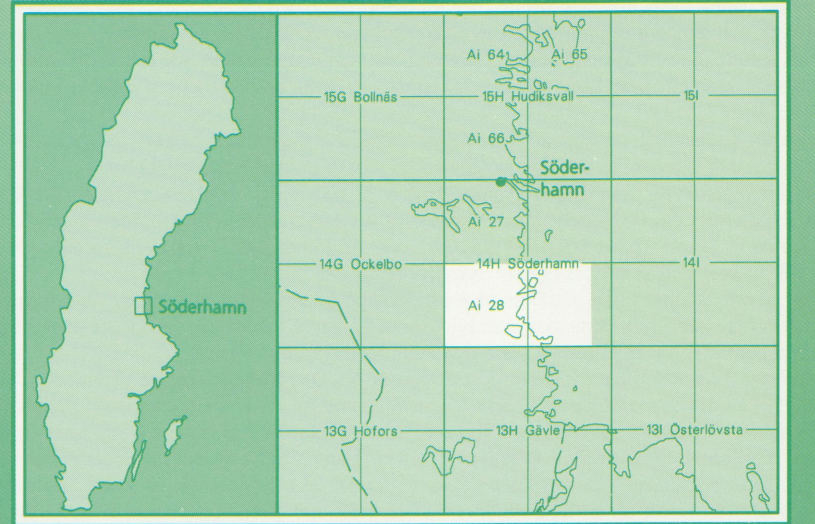 Söderhamn
Ai 64
Ai 65
15G Bollnäs
15H Hudiksvall
15I
Ai 66
Söder-
hamn
Ai 27
14G Ockelbo
14H Söderhamn
14I
Ai 28
13G Hofors
13H Gävle
13I Österlövsta